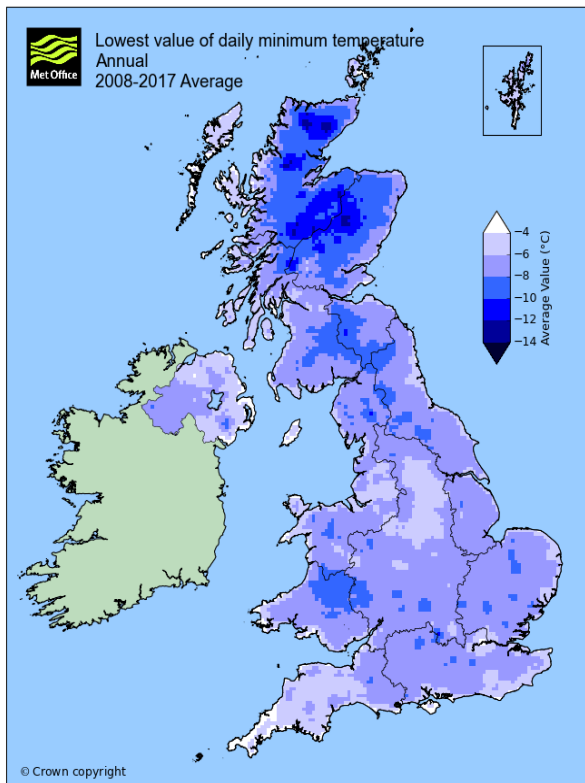 Met Office
Lowest value of daily minimum temperature
Annual
2008-2017 Average
−4
−6
−8
−10
−12
−14
Average Value (°C)
© Crown copyright